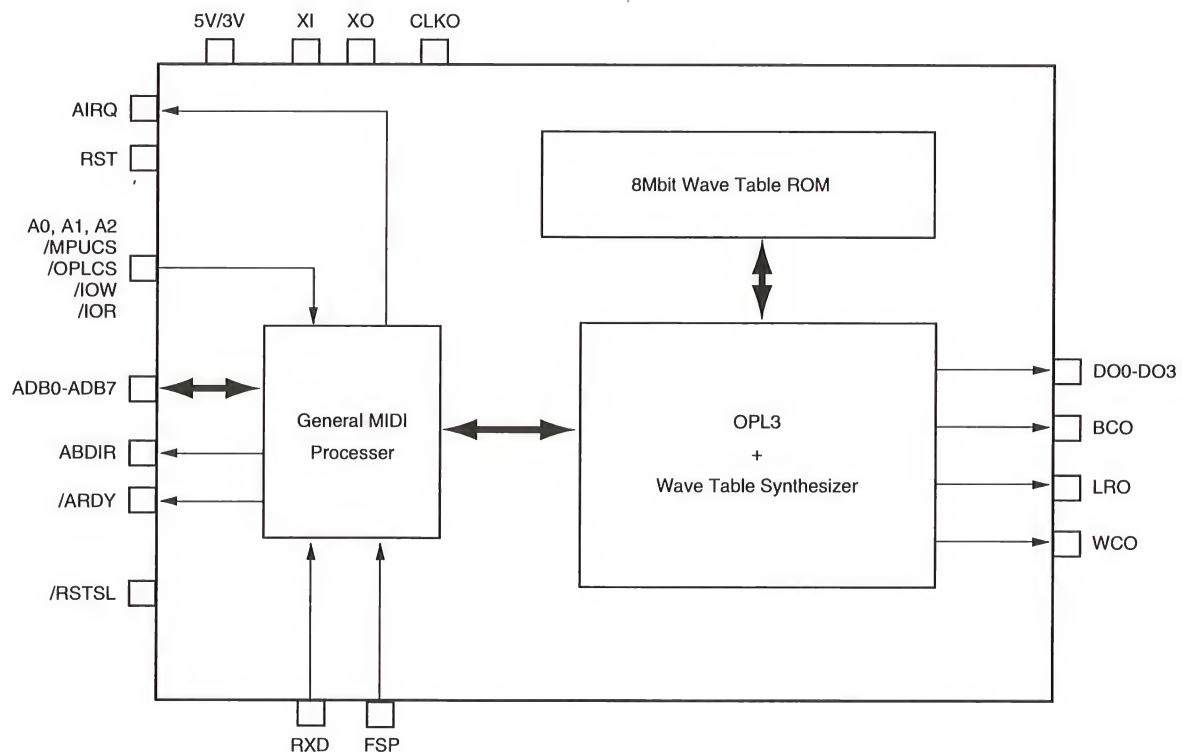 5V/3V XI XO CLKO
AIRQ
RST
8Mbit Wave Table ROM
A0, A1, A2
/MPUCS
/OPLCS
/IOW
/IOR
ADB0-ADB7
General MIDI
Processer
OPL3
+
Wave Table Synthesizer
DO0-DO3
BCO
LRO
WCO
ABDIR
/ARDY
/RSTSL
RXD FSP